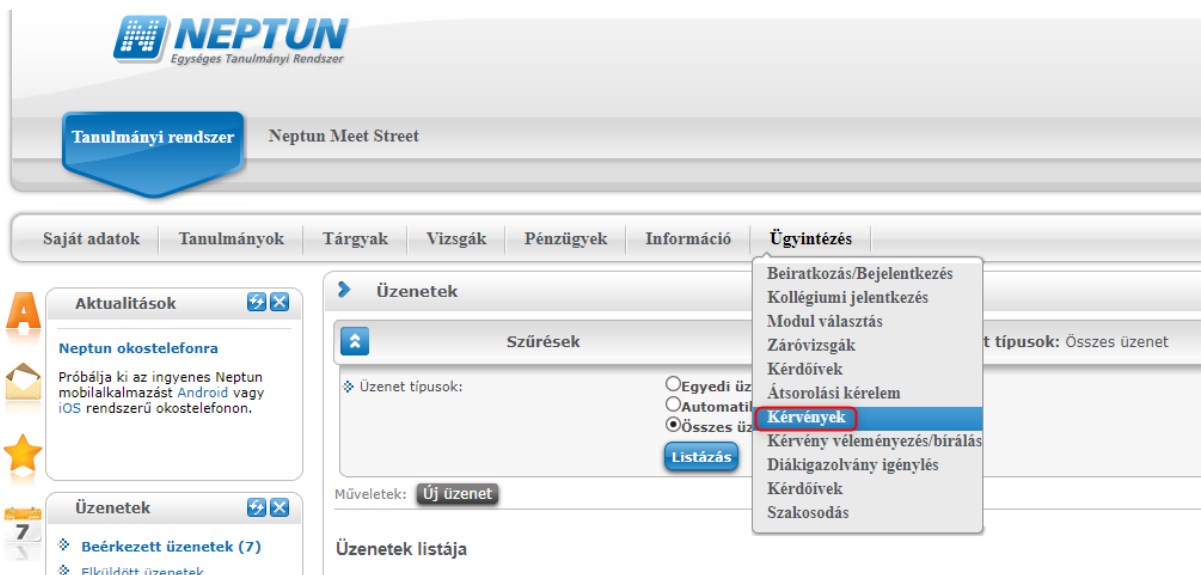 NEPTUN
Egységes Tanulmányi Rendszer
Tanulmányi rendszer
Neptun Meet Street
Saját adatok
Tanulmányok
Tárgyak
Vizsgák
Pénzügyek
Információ
Ügyintézés
Beiratkozás/Bejelentkezés
Kollégiumi jelentkezés
Modul választás
Záróvizsgák
Kérdőívek
Átsorolási kérelem
Kérvények
Kérvény véleményezés/bírálás
Diákigazolvány igénylés
Kérdőívek
Szakosodás
Aktualitások
Neptun okostelefonra
Próbálja ki az ingyenes Neptun
mobilalkalmazást Android vagy
iOS rendszerű okostelefonon.
7
Üzenetek
Beérkezett üzenetek (7)
Elküldött üzenetek
Üzenetek
Szűrések
t típusok: Összes üzenet
Üzenet típusok:
Egyedi üz
Automati
Összes üz
Listázás
Műveletek: Új üzenet
Üzenetek listája